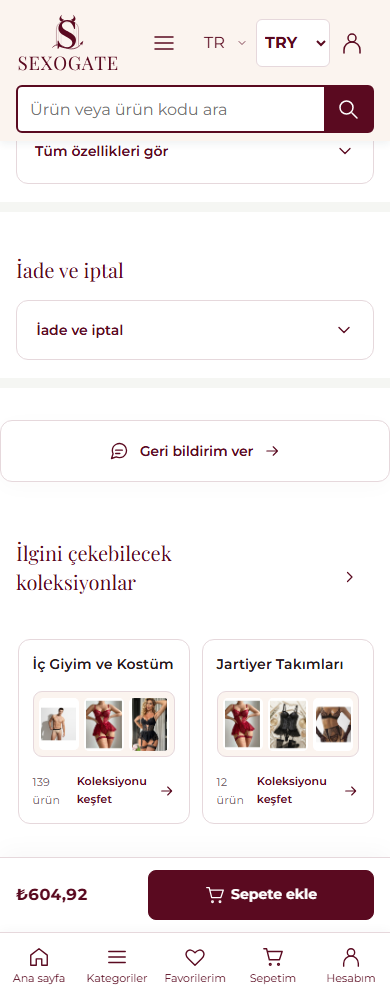 SEXOGATE
TR
TRY
Ürün veya ürün kodu ara
Tüm özellikleri gör
İade ve iptal
İade ve iptal
Geri bildirim ver
İlgini çekebilecek
koleksiyonlar
İç Giyim ve Kostüm
139
ürün
Koleksiyonu
keşfet
Jartiyer Takımları
12
ürün
Koleksiyonu
keşfet
₺604,92
Sepete ekle
Ana sayfa
Kategoriler
Favorilerim
Sepetim
Hesabım